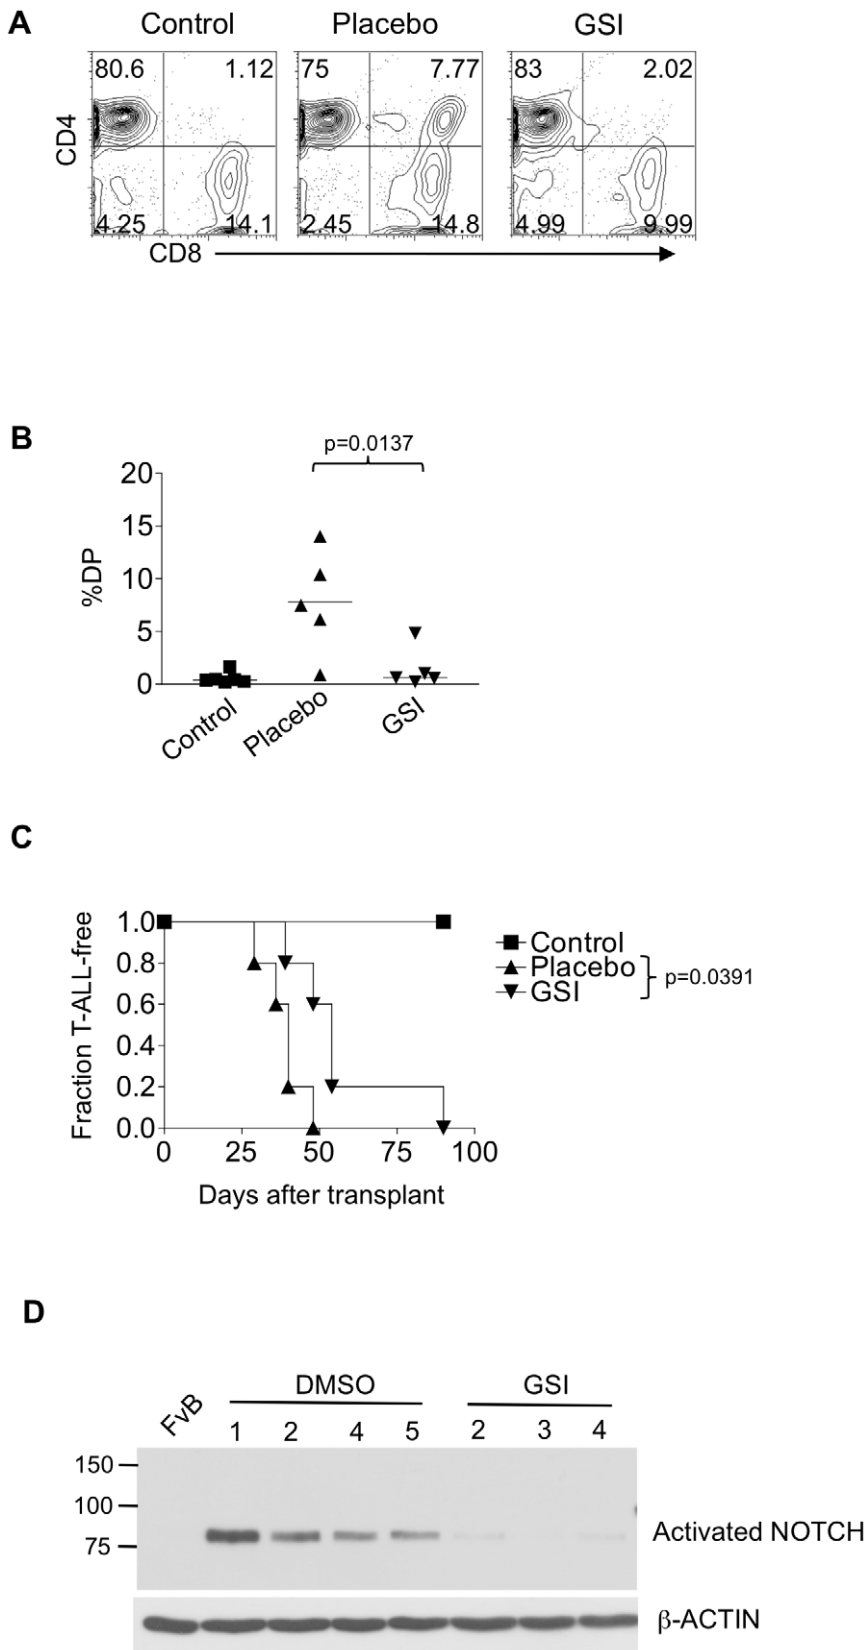 A
Control Placebo GSI
80.6 1.12 75 7.77 83 2.02
CD4
4.25 14.1 2.45 14.8 4.99 9.99
CD8
B
p=0.0137
20
15
10
5
0
%DP
Control Placebo GSI
C
1.0
0.8
0.6
0.4
0.2
0.0
Fraction T-ALL-free
0 25 50 75 100
Days after transplant
Control
Placebo
GSI
p=0.0391
D
FvB DMSO GSI
1 2 4 5 2 3 4
150
100
75
Activated NOTCH
β-ACTIN